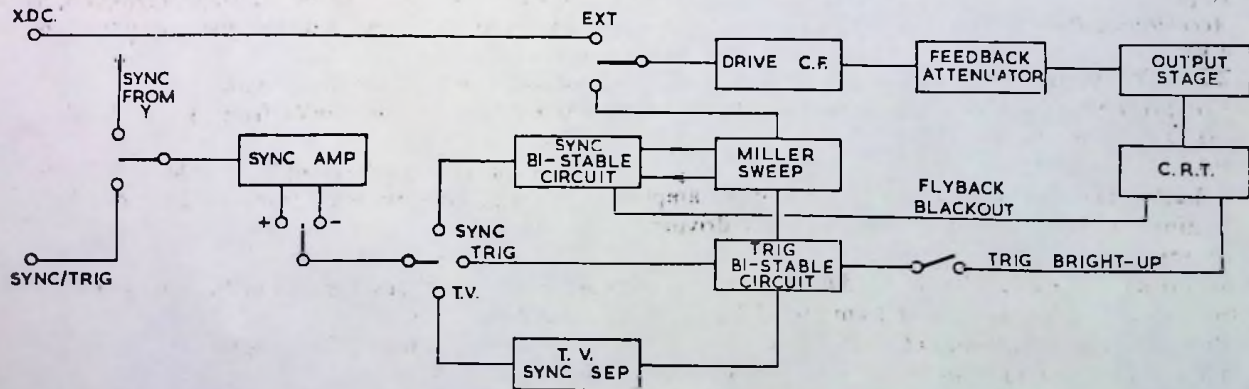 X.DC.
EXT
SYNC
FROM
Y
DRIVE C.F.
FEEDBACK
ATTENUATOR
OUTPUT
STAGE
SYNC AMP
+
-
SYNC
BI-STABLE
CIRCUIT
MILLER
SWEEP
C.R.T.
FLYBACK
BLACKOUT
SYNC
TRIG
TRIG
BI-STABLE
CIRCUIT
TRIG BRIGHT-UP
SYNC/TRIG
T.V.
T. V.
SYNC SEP